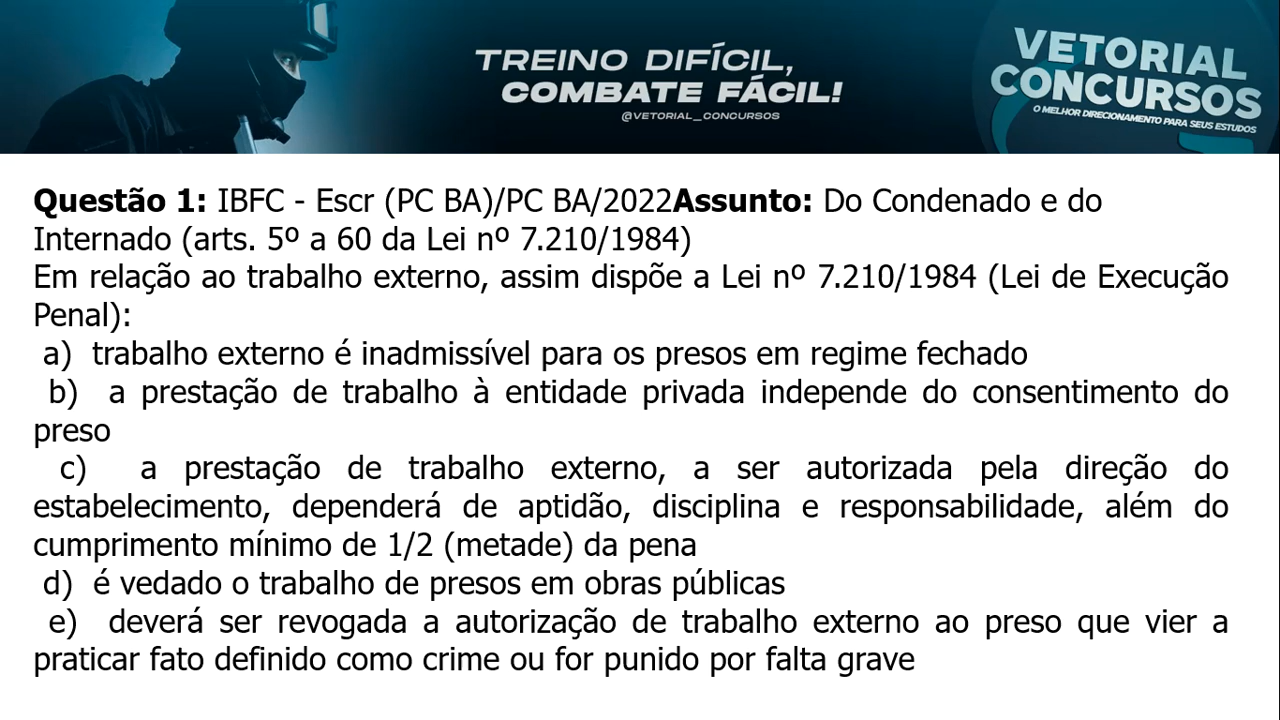 TREINO DIFÍCIL,
COMBATE FÁCIL!
@VETORIAL_CONCURSOS
VETORIAL
CONCURSOS
O MELHOR DIRECIONAMENTO PARA SEUS ESTUDOS
Questão 1: IBFC - Escr (PC BA)/PC BA/2022Assunto: Do Condenado e do
Internado (arts. 5º a 60 da Lei nº 7.210/1984)
Em relação ao trabalho externo, assim dispõe a Lei nº 7.210/1984 (Lei de Execução
Penal):
a) trabalho externo é inadmissível para os presos em regime fechado
b) a prestação de trabalho à entidade privada independe do consentimento do
preso
c) a prestação de trabalho externo, a ser autorizada pela direção do
estabelecimento, dependerá de aptidão, disciplina e responsabilidade, além do
cumprimento mínimo de 1/2 (metade) da pena
d) é vedado o trabalho de presos em obras públicas
e) deverá ser revogada a autorização de trabalho externo ao preso que vier a
praticar fato definido como crime ou for punido por falta grave